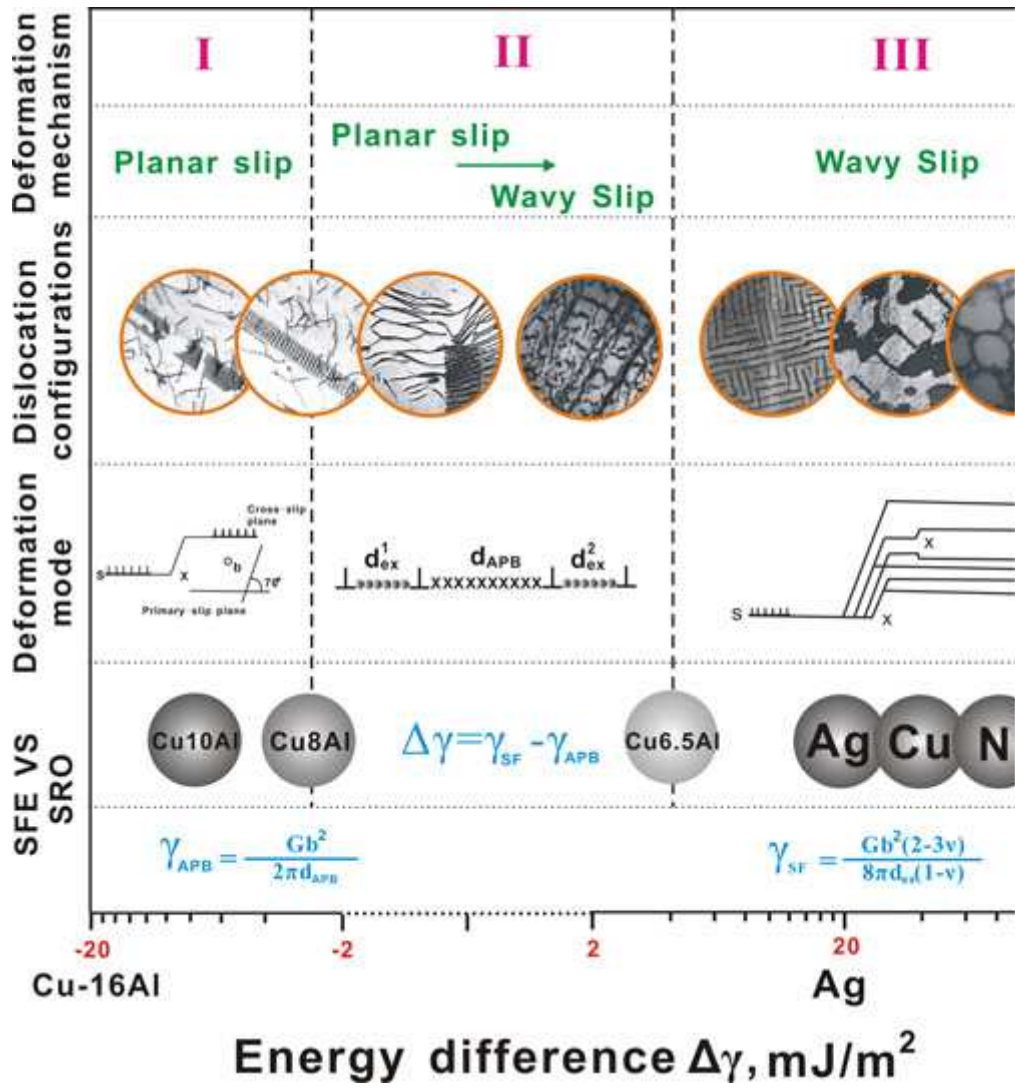 Deformation
mechanism
I
II
III
Planar slip
Planar slip
Wavy Slip
Wavy Slip
Dislocation
configurations
Deformation
mode
Cross-slip
plane
S
X
b
70°
Primary slip plane
d¹ex
dAPB
d²ex
XXXXXXXXXX
S
X
X
SFE VS
SRO
Cu10Al
Cu8Al
Δγ=γSF-γAPB
Cu6.5Al
Ag
Cu
N
γAPB = Gb²/2πdAPB
γSF = Gb²(2-3ν)/8πdex(1-ν)
-20
-2
2
20
Cu-16Al
Ag
Energy difference Δγ, mJ/m²